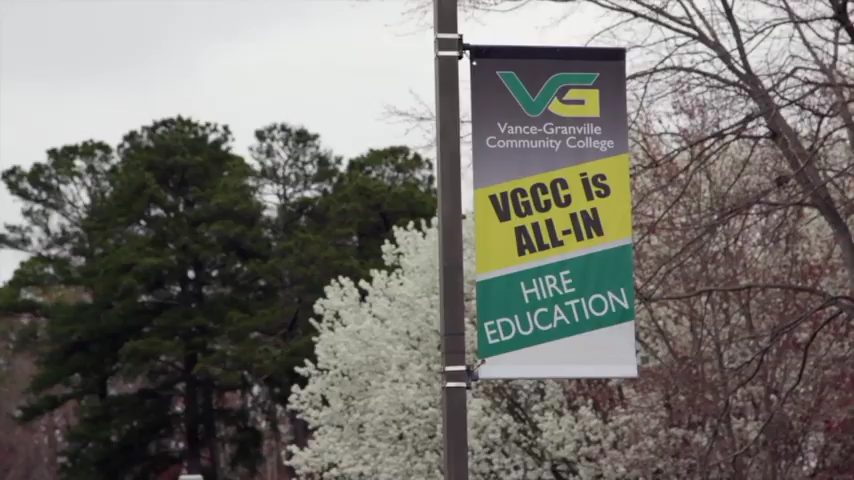 VG
Vance-Granville
Community College
VGCC is
ALL-IN
HIRE
EDUCATION